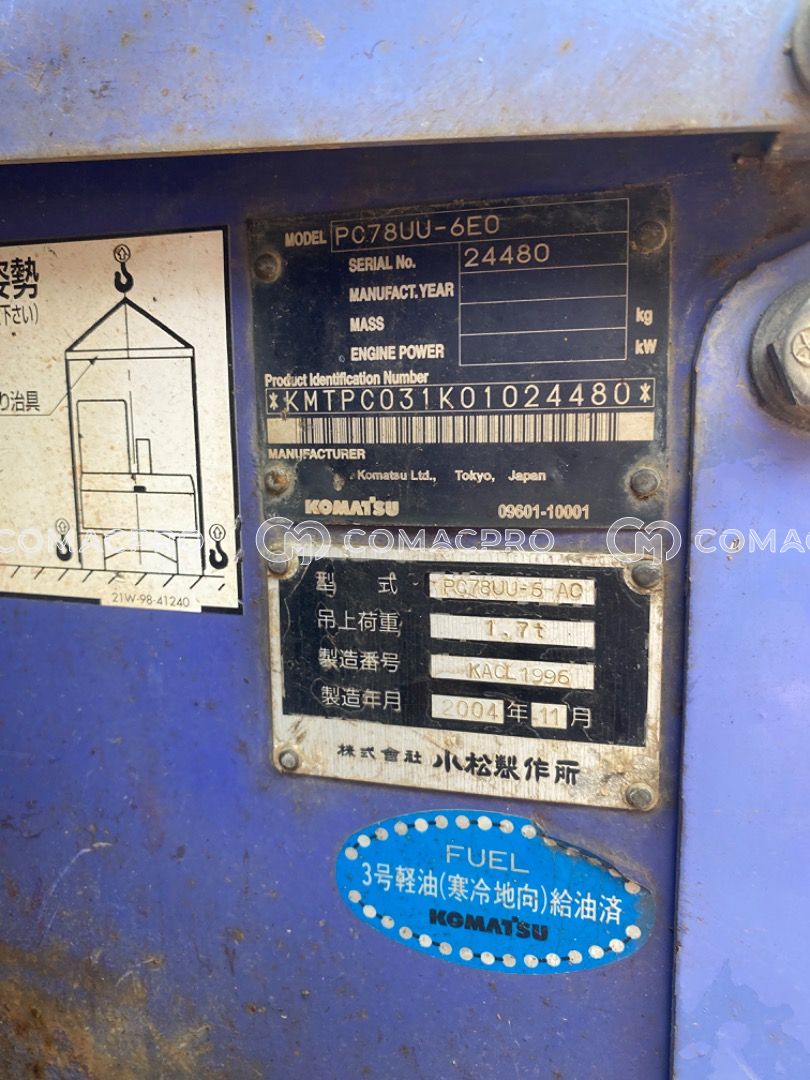 姿勢
下さい)
り治具
21W-98-41240
MODEL PC78UU-6E0
SERIAL No. 24480
MANUFACT. YEAR
MASS kg
ENGINE POWER kW
Product Identification Number
*KMTPC031K01024480*
MANUFACTURER
Komatsu Ltd., Tokyo, Japan
KOMATSU 09601-10001
COMACPRO COMACPRO COMAC
型 式 PC78UU-6-AC
吊上荷重 1.7t
製造番号 KACL1996
製造年月 2004年11月
株式會社 小松製作所
FUEL
3号軽油(寒冷地向)給油済
KOMATSU